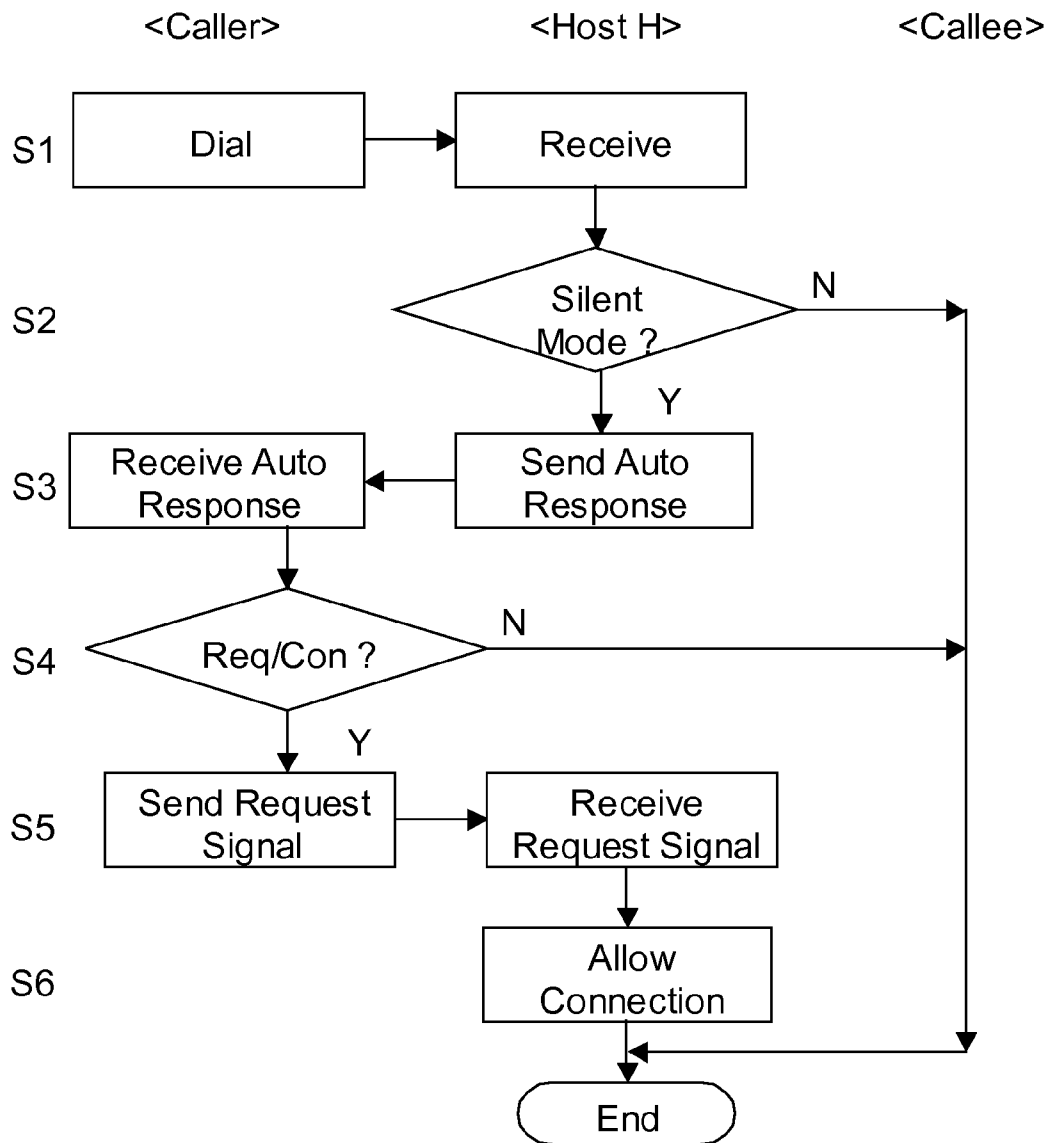 <Caller> <Host H> <Callee>
S1 Dial Receive
S2 Silent
Mode ?
N
Y
S3 Receive Auto
Response
Send Auto
Response
S4 Req/Con ?
N
Y
S5 Send Request
Signal
Receive
Request Signal
S6 Allow
Connection
End